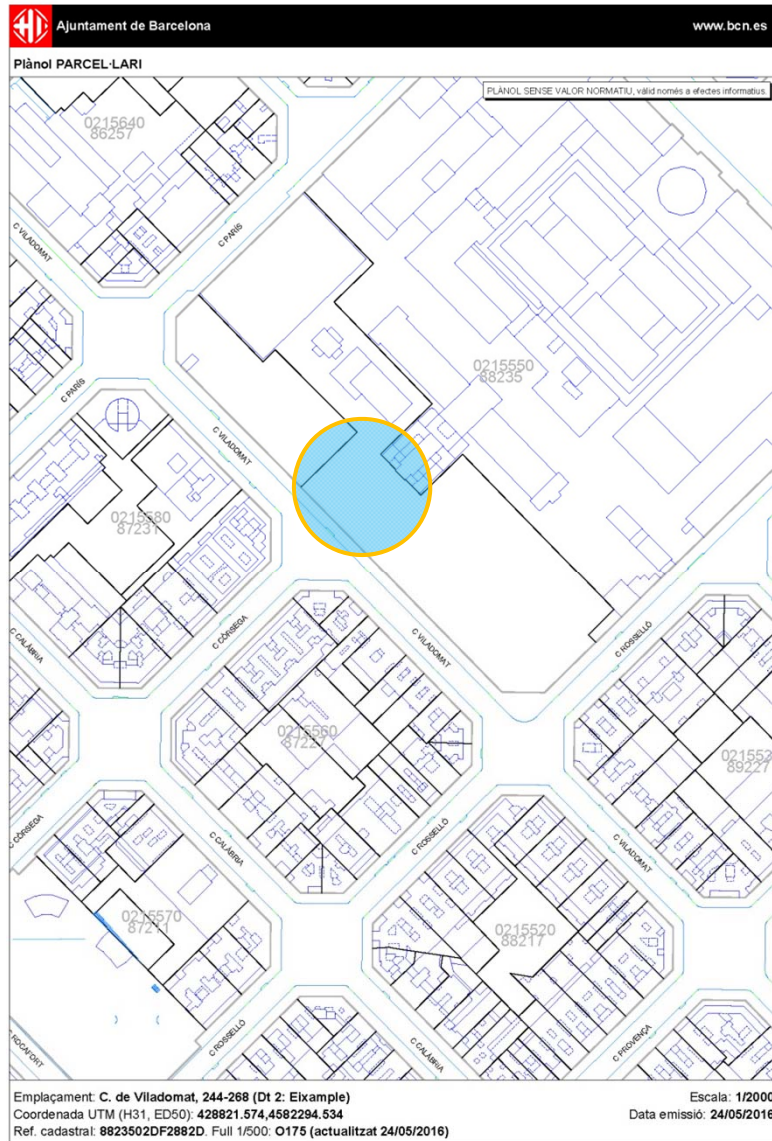 Ajuntament de Barcelona
www.bcn.es
Plànol PARCEL·LARI
PLÀNOL SENSE VALOR NORMATIU, vàlid només a efectes informatius.
0215640
86257
C VILADOMAT
C PARÍS
0215550
88235
C PARÍS
C VILADOMAT
0215580
87231
C CALÀBRIA
C CÒRSEGA
C VILADOMAT
C ROSSELLÓ
0215560
87227
89227
C CÒRSEGA
C CALÀBRIA
C ROSSELLÓ
C VILADOMAT
0215570
87211
0215520
88217
C ROCAFORT
C ROSSELLÓ
C CALÀBRIA
C PROVENÇA
Emplaçament: C. de Viladomat, 244-268 (Dt 2: Eixample)
Escala: 1/2000
Coordenada UTM (H31, ED50): 428821.574,4582294.534
Data emissió: 24/05/2016
Ref. cadastral: 8823502DF2882D. Full 1/500: O175 (actualitzat 24/05/2016)